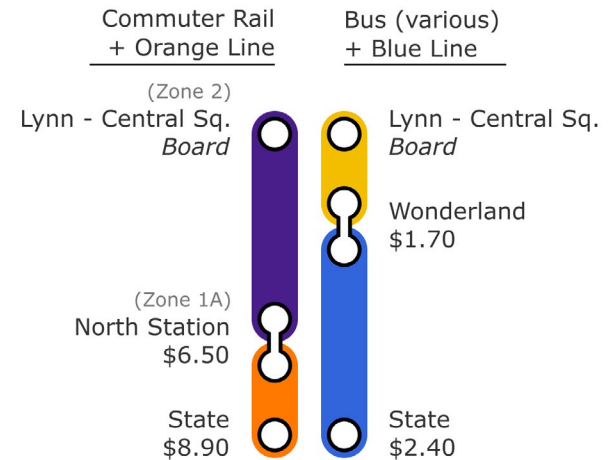 Commuter Rail
+ Orange Line
(Zone 2)
Lynn - Central Sq.
Board
(Zone 1A)
North Station
$6.50
State
$8.90
Bus (various)
+ Blue Line
Lynn - Central Sq.
Board
Wonderland
$1.70
State
$2.40